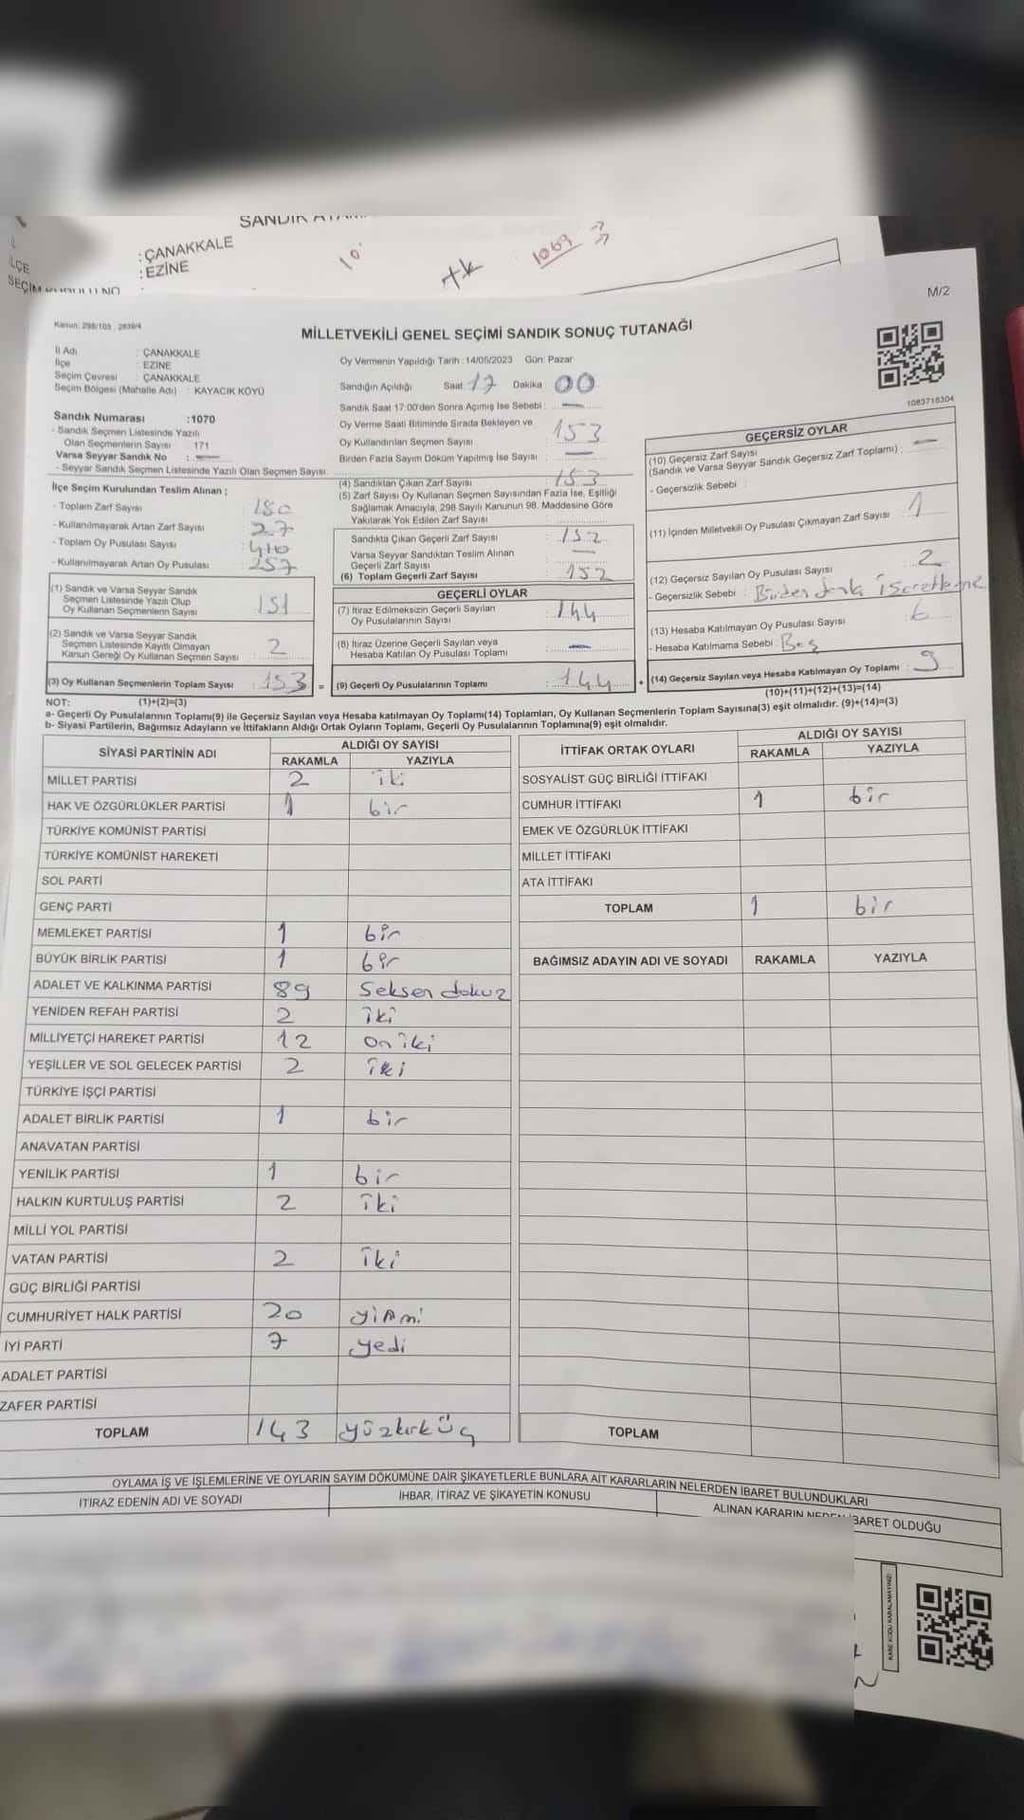 SANDIK
: ÇANAKKALE
: EZİNE
İLÇE
1069
M/2
MİLLETVEKİLİ GENEL SEÇİMİ SANDIK SONUÇ TUTANAĞI
İl Adı : ÇANAKKALE
İlçe : EZİNE
Seçim Çevresi : ÇANAKKALE
Seçim Bölgesi (Mahalle Adı) : KAYACIK KÖYÜ
Sandık Numarası : 1070
- Sandık Seçmen Listesinde Yazılı
Olan Seçmenlerin Sayısı : 171
Varsa Seyyar Sandık No : —
- Seyyar Sandık Seçmen Listesinde Yazılı Olan Seçmen Sayısı
İlçe Seçim Kurulundan Teslim Alınan ;
- Toplam Zarf Sayısı : 180
- Kullanılmayarak Artan Zarf Sayısı : 27
- Toplam Oy Pusulası Sayısı : 410
- Kullanılmayarak Artan Oy Pusulası : 257
(1) Sandık ve Varsa Seyyar Sandık
Seçmen Listesinde Yazılı Olup
Oy Kullanan Seçmenlerin Sayısı : 151
(2) Sandık ve Varsa Seyyar Sandık
Seçmen Listesinde Kayıtlı Olmayan
Kanun Gereği Oy Kullanan Seçmen Sayısı : 2
(3) Oy Kullanan Seçmenlerin Toplam Sayısı : 153 =
Oy Vermenin Yapıldığı Tarih : 14/05/2023 Gün: Pazar
Sandığın Açıldığı Saat 17 Dakika 00
Sandık Saat 17:00'den Sonra Açılmış İse Sebebi : —
Oy Verme Saati Bitiminde Sırada Bekleyen ve
Oy Kullandırılan Seçmen Sayısı : 153
Birden Fazla Sayım Döküm Yapılmış İse Sayısı : —
(4) Sandıktan Çıkan Zarf Sayısı : 153
(5) Zarf Sayısı Oy Kullanan Seçmen Sayısından Fazla İse, Eşitliği
Sağlamak Amacıyla, 298 Sayılı Kanunun 98. Maddesine Göre
Yakılarak Yok Edilen Zarf Sayısı :
Sandıkta Çıkan Geçerli Zarf Sayısı : 152
Varsa Seyyar Sandıktan Teslim Alınan
Geçerli Zarf Sayısı : —
(6) Toplam Geçerli Zarf Sayısı : 152
GEÇERLİ OYLAR
(7) İtiraz Edilmeksizin Geçerli Sayılan
Oy Pusulalarının Sayısı : 144
(8) İtiraz Üzerine Geçerli Sayılan veya
Hesaba Katılan Oy Pusulası Toplamı : —
(9) Geçerli Oy Pusulalarının Toplamı : 144 +
1083716304
GEÇERSİZ OYLAR
(10) Geçersiz Zarf Sayısı
(Sandık ve Varsa Seyyar Sandık Geçersiz Zarf Toplamı) : —
- Geçersizlik Sebebi :
(11) İçinden Milletvekili Oy Pusulası Çıkmayan Zarf Sayısı : 1
(12) Geçersiz Sayılan Oy Pusulası Sayısı : 2
- Geçersizlik Sebebi : Birden fazla işaretleme
(13) Hesaba Katılmayan Oy Pusulası Sayısı : 6
- Hesaba Katılmama Sebebi : Boş
(14) Geçersiz Sayılan veya Hesaba Katılmayan Oy Toplamı : 9
NOT: (1)+(2)=(3) (10)+(11)+(12)+(13)=(14)
a- Geçerli Oy Pusulalarının Toplamı(9) ile Geçersiz Sayılan veya Hesaba katılmayan Oy Toplamı(14) Toplamları, Oy Kullanan Seçmenlerin Toplam Sayısına(3) eşit olmalıdır. (9)+(14)=(3)
b- Siyasi Partilerin, Bağımsız Adayların ve İttifakların Aldığı Ortak Oyların Toplamı, Geçerli Oy Pusulalarının Toplamına(9) eşit olmalıdır.
SİYASİ PARTİNİN ADI ALDIĞI OY SAYISI
RAKAMLA YAZIYLA
MİLLET PARTİSİ 2 iki
HAK VE ÖZGÜRLÜKLER PARTİSİ 1 bir
TÜRKİYE KOMÜNİST PARTİSİ
TÜRKİYE KOMÜNİST HAREKETİ
SOL PARTİ
GENÇ PARTİ
MEMLEKET PARTİSİ 1 bir
BÜYÜK BİRLİK PARTİSİ 1 bir
ADALET VE KALKINMA PARTİSİ 89 Seksen dokuz
YENİDEN REFAH PARTİSİ 2 iki
MİLLİYETÇİ HAREKET PARTİSİ 12 on iki
YEŞİLLER VE SOL GELECEK PARTİSİ 2 iki
TÜRKİYE İŞÇİ PARTİSİ
ADALET BİRLİK PARTİSİ 1 bir
ANAVATAN PARTİSİ
YENİLİK PARTİSİ 1 bir
HALKIN KURTULUŞ PARTİSİ 2 iki
MİLLİ YOL PARTİSİ
VATAN PARTİSİ 2 iki
GÜÇ BİRLİĞİ PARTİSİ
CUMHURİYET HALK PARTİSİ 20 yirmi
İYİ PARTİ 7 yedi
ADALET PARTİSİ
ZAFER PARTİSİ
TOPLAM 143 yüzkırküç
İTTİFAK ORTAK OYLARI ALDIĞI OY SAYISI
RAKAMLA YAZIYLA
SOSYALİST GÜÇ BİRLİĞİ İTTİFAKI
CUMHUR İTTİFAKI 1 bir
EMEK VE ÖZGÜRLÜK İTTİFAKI
MİLLET İTTİFAKI
ATA İTTİFAKI
TOPLAM 1 bir
BAĞIMSIZ ADAYIN ADI VE SOYADI RAKAMLA YAZIYLA
TOPLAM
OYLAMA İŞ VE İŞLEMLERİNE VE OYLARIN SAYIM DÖKÜMÜNE DAİR ŞİKAYETLERLE BUNLARA AİT KARARLARIN NELERDEN İBARET BULUNDUKLARI
İTİRAZ EDENİN ADI VE SOYADI İHBAR, İTİRAZ VE ŞİKAYETİN KONUSU ALINAN KARARIN NEDEN İBARET OLDUĞU
KARE KODU KARALAMAYINIZ!